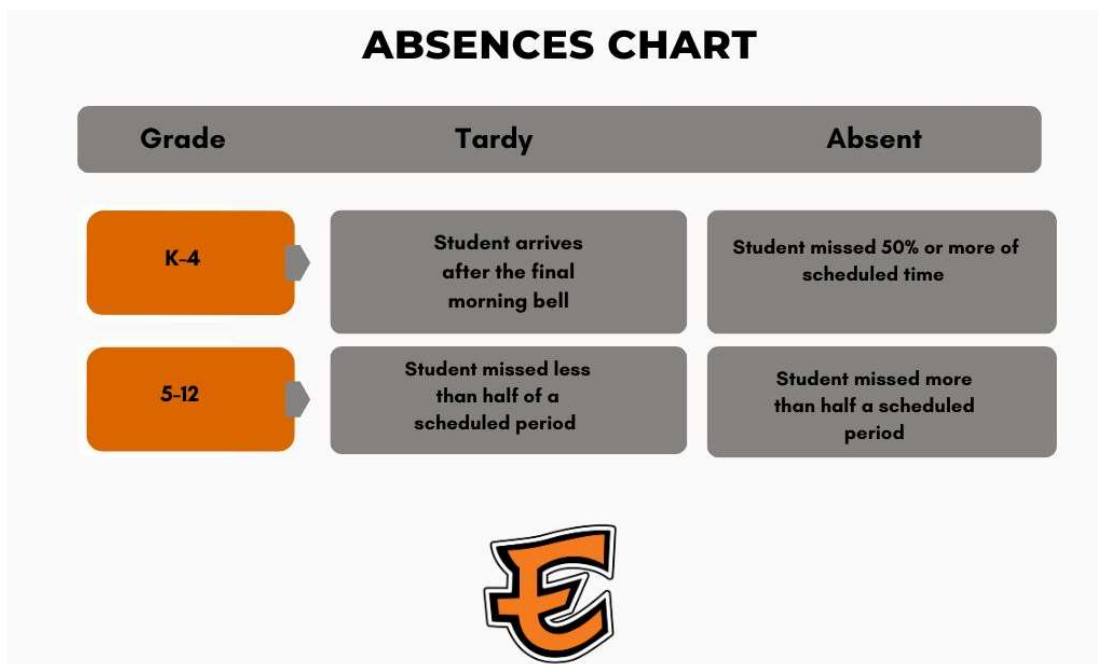 ABSENCES CHART
Grade Tardy Absent
K-4
Student arrives
after the final
morning bell
Student missed 50% or more of
scheduled time
5-12
Student missed less
than half of a
scheduled period
Student missed more
than half a scheduled
period
E